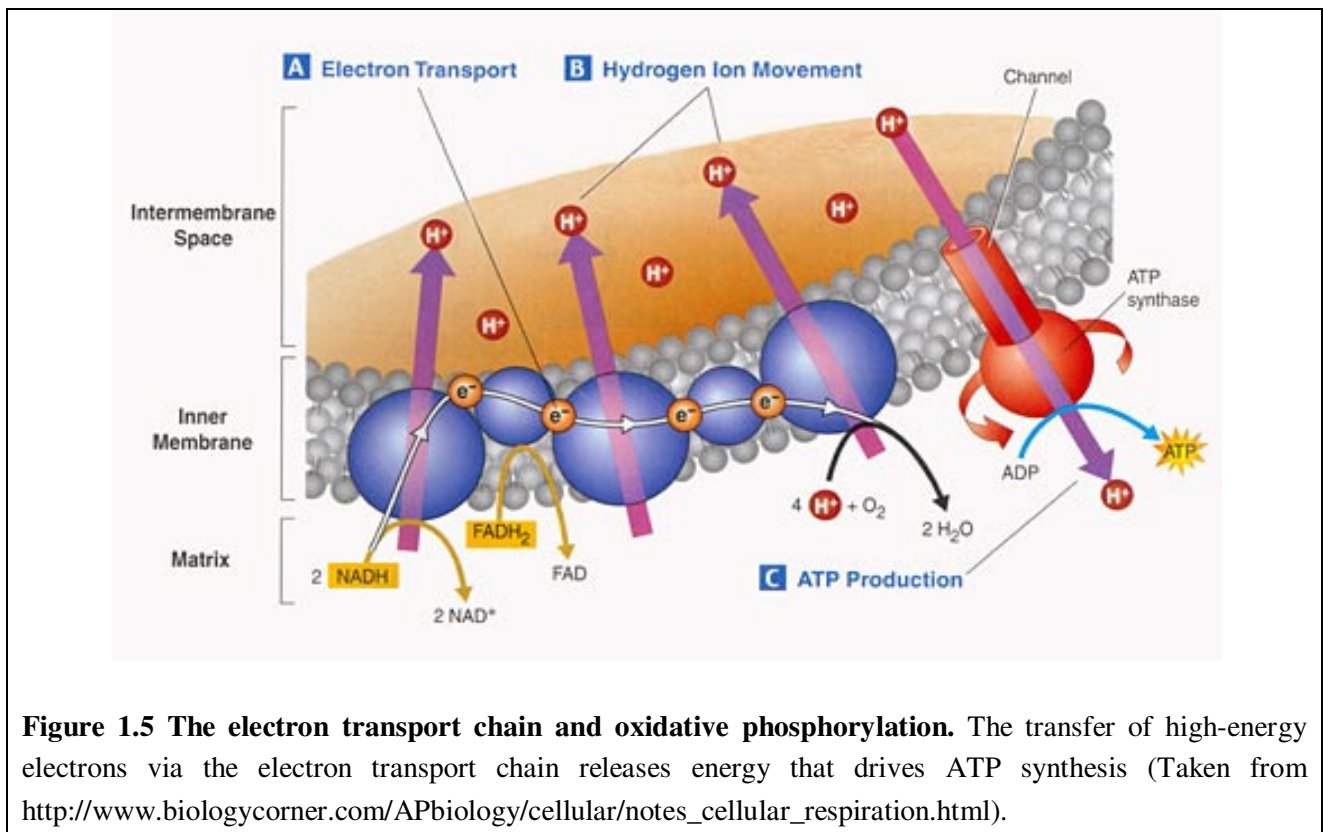 A Electron Transport
B Hydrogen Ion Movement
Channel
H⁺
H⁺
H⁺
H⁺
H⁺
H⁺
H⁺
Intermembrane
Space
ATP
synthase
e⁻
e⁻
e⁻
e⁻
Inner
Membrane
ADP
ATP
H⁺
4 H⁺ + O₂
2 H₂O
FADH₂
FAD
Matrix
2 NADH
2 NAD⁺
C ATP Production
Figure 1.5 The electron transport chain and oxidative phosphorylation. The transfer of high-energy
electrons via the electron transport chain releases energy that drives ATP synthesis (Taken from
http://www.biologycorner.com/APbiology/cellular/notes_cellular_respiration.html).